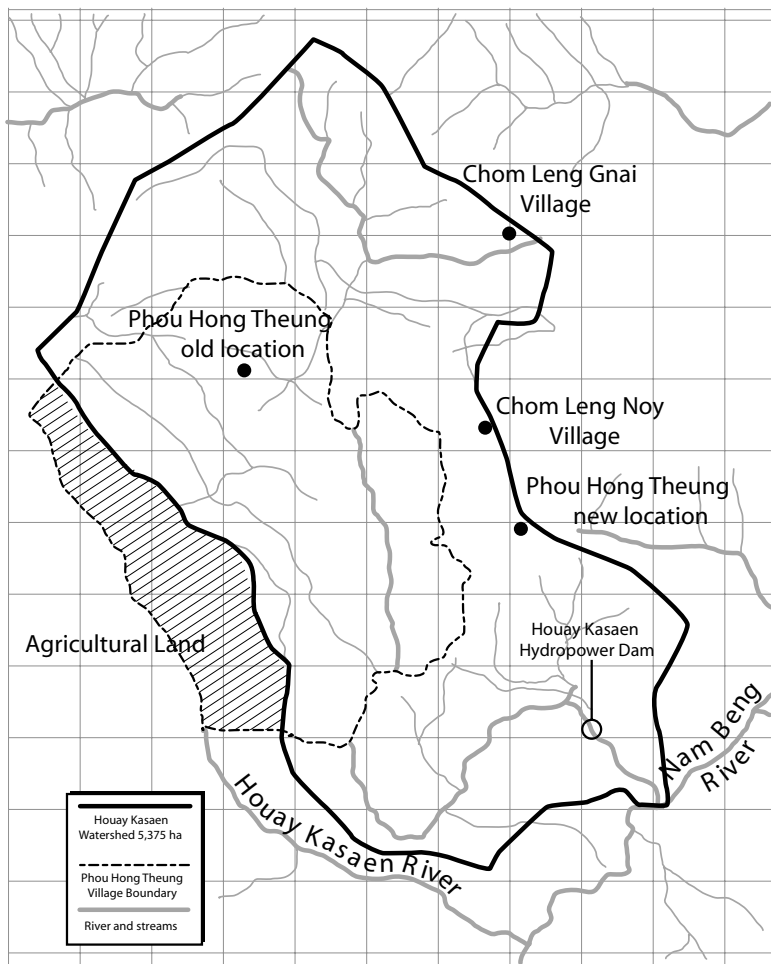 Chom Leng Gnai
Village
Phou Hong Theung
old location
Chom Leng Noy
Village
Phou Hong Theung
new location
Agricultural Land
Houay Kasaen
Hydropower Dam
Nam Beng
River
Houay Kasaen River
Houay Kasaen
Watershed 5,375 ha
Phou Hong Theung
Village Boundary
River and streams